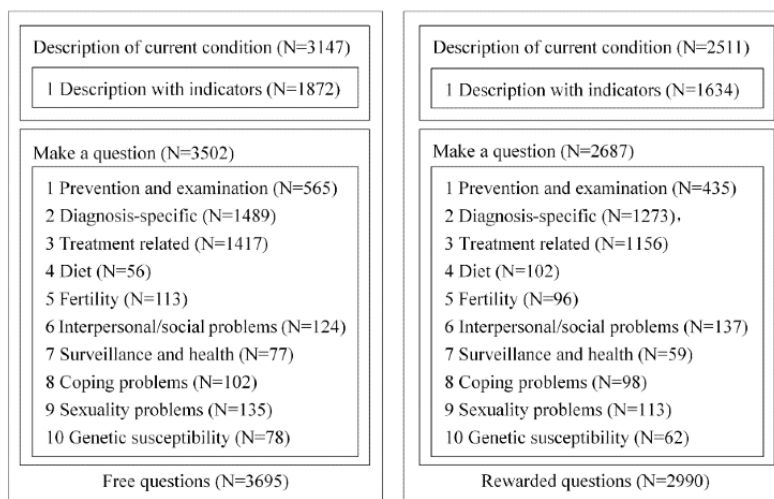 Description of current condition (N=3147)
1 Description with indicators (N=1872)
Make a question (N=3502)
1 Prevention and examination (N=565)
2 Diagnosis-specific (N=1489)
3 Treatment related (N=1417)
4 Diet (N=56)
5 Fertility (N=113)
6 Interpersonal/social problems (N=124)
7 Surveillance and health (N=77)
8 Coping problems (N=102)
9 Sexuality problems (N=135)
10 Genetic susceptibility (N=78)
Free questions (N=3695)
Description of current condition (N=2511)
1 Description with indicators (N=1634)
Make a question (N=2687)
1 Prevention and examination (N=435)
2 Diagnosis-specific (N=1273),
3 Treatment related (N=1156)
4 Diet (N=102)
5 Fertility (N=96)
6 Interpersonal/social problems (N=137)
7 Surveillance and health (N=59)
8 Coping problems (N=98)
9 Sexuality problems (N=113)
10 Genetic susceptibility (N=62)
Rewarded questions (N=2990)